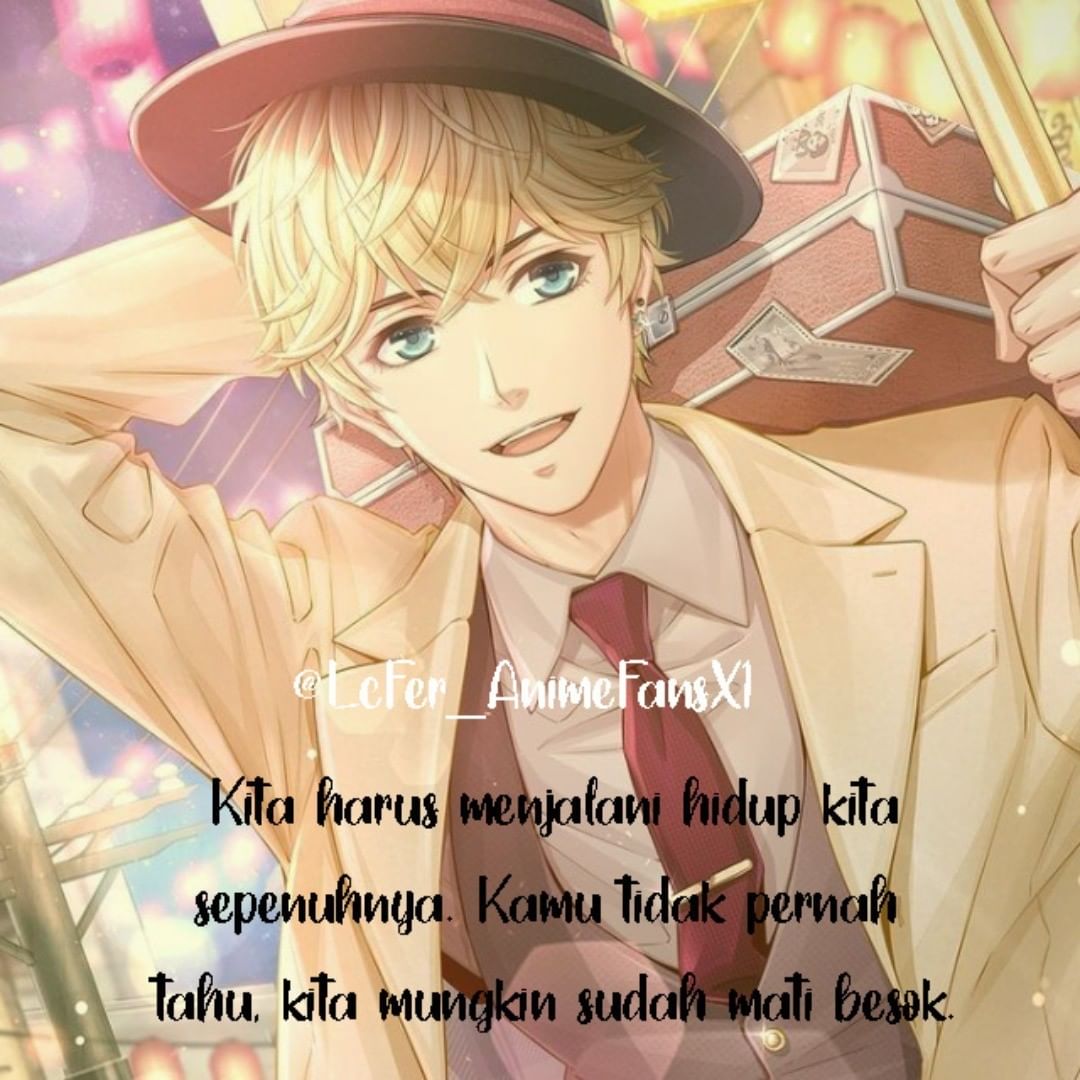 @LcFer_AnimeFansX1
Kita harus menjalani hidup kita
sepenuhnya. Kamu tidak pernah
tahu, kita mungkin sudah mati besok.